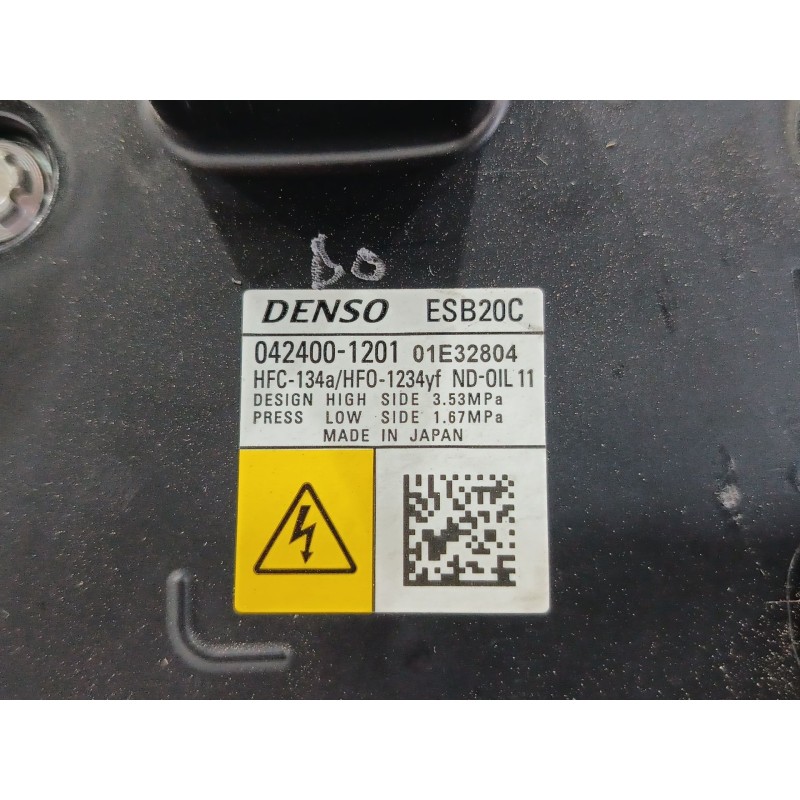 DENSO ESB20C
042400-1201 01E32804
HFC-134a/HFO-1234yf ND-OIL 11
DESIGN HIGH SIDE 3.53MPa
PRESS LOW SIDE 1.67MPa
MADE IN JAPAN